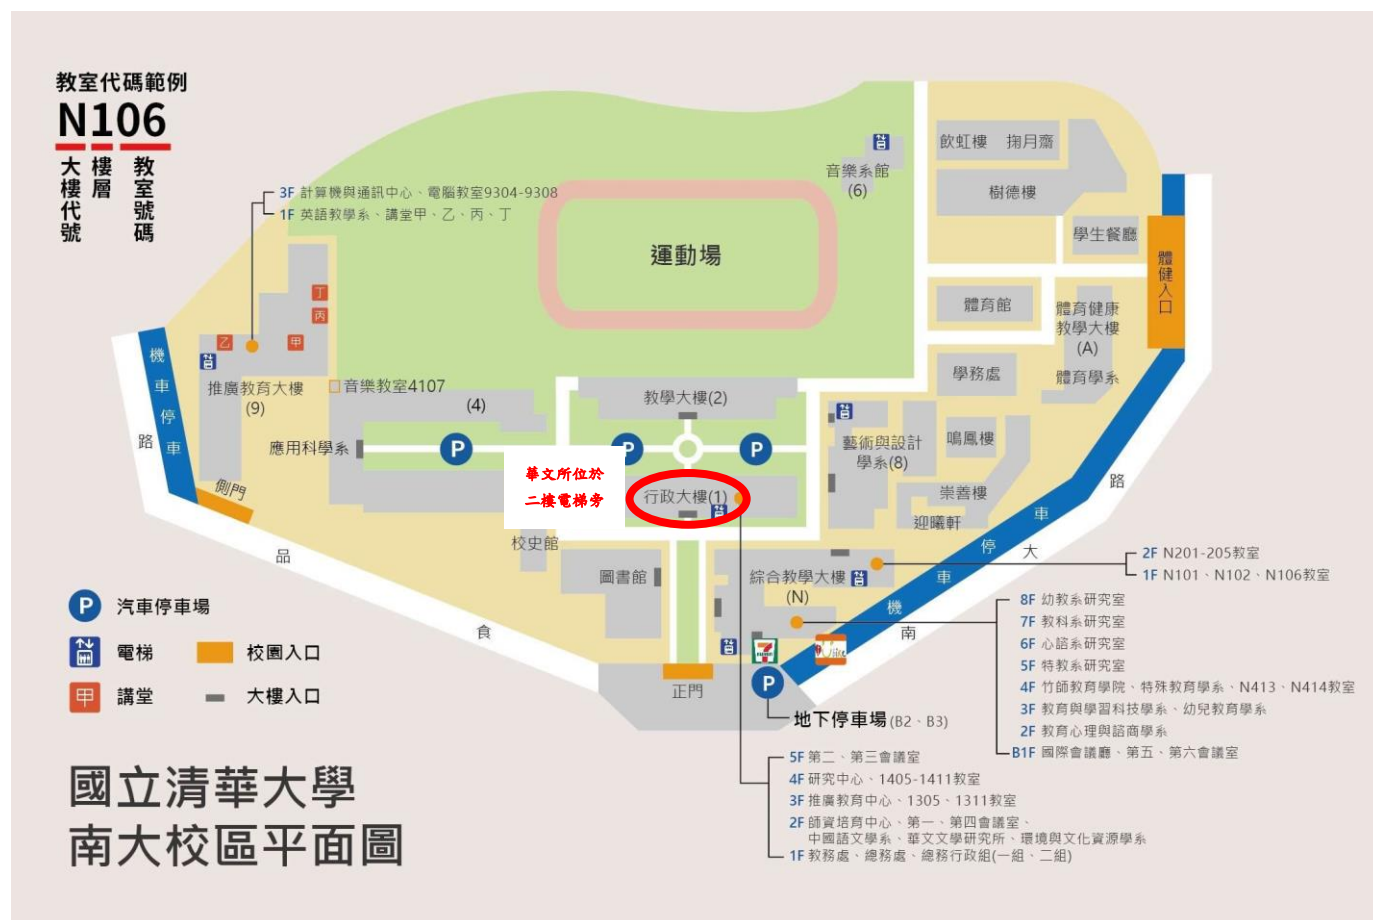 教室代碼範例
N106
大樓代號
樓層
教室號碼
3F 計算機與通訊中心、電腦教室9304-9308
1F 英語教學系、講堂甲、乙、丙、丁
飲虹樓 掬月齋
音樂系館
(6)
樹德樓
學生餐廳
運動場
體健入口
體育館
體育健康
教學大樓
(A)
體育學系
丁
丙
乙
甲
機車停車
推廣教育大樓
(9)
音樂教室4107
(4)
教學大樓(2)
學務處
路
應用科學系
P
P
P
藝術與設計
學系(8)
鳴鳳樓
華文所位於
二樓電梯旁
行政大樓(1)
崇善樓
迎曦軒
路
側門
品
校史館
圖書館
綜合教學大樓
(N)
機車停車
大
2F N201-205教室
1F N101、N102、N106教室
食
南
8F 幼教系研究室
7F 教科系研究室
6F 心諮系研究室
5F 特教系研究室
4F 竹師教育學院、特殊教育學系、N413、N414教室
3F 教育與學習科技學系、幼兒教育學系
2F 教育心理與諮商學系
B1F 國際會議廳、第五、第六會議室
P 汽車停車場
電梯
校園入口
甲 講堂
大樓入口
正門
7
ELEVEN
P
地下停車場(B2、B3)
5F 第二、第三會議室
4F 研究中心、1405-1411教室
3F 推廣教育中心、1305、1311教室
2F 師資培育中心、第一、第四會議室、
中國語文學系、華文文學研究所、環境與文化資源學系
1F 教務處、總務處、總務行政組(一組、二組)
國立清華大學
南大校區平面圖